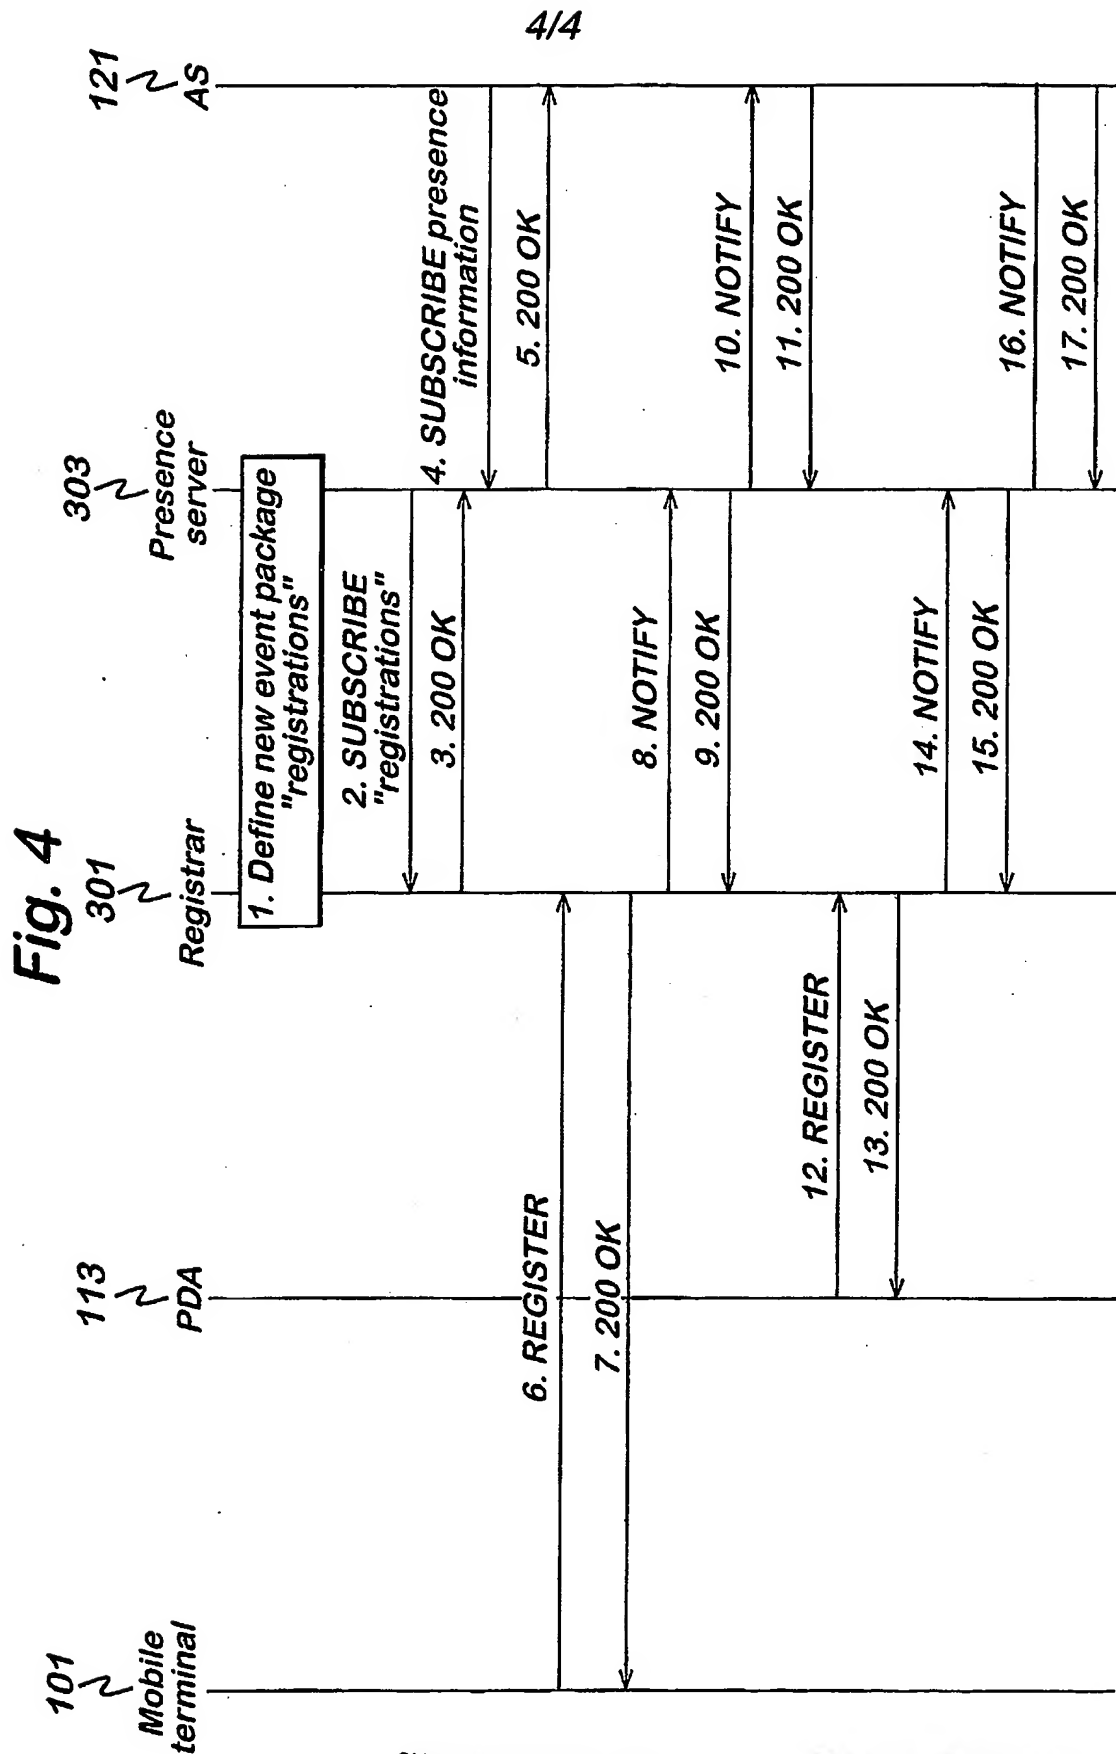 4/4
Fig. 4
101
Mobile
terminal
113
PDA
301
Registrar
303
Presence
server
121
AS
1. Define new event package
"registrations"
2. SUBSCRIBE
"registrations"
3. 200 OK
4. SUBSCRIBE presence
information
5. 200 OK
6. REGISTER
7. 200 OK
8. NOTIFY
9. 200 OK
10. NOTIFY
11. 200 OK
12. REGISTER
13. 200 OK
14. NOTIFY
15. 200 OK
16. NOTIFY
17. 200 OK